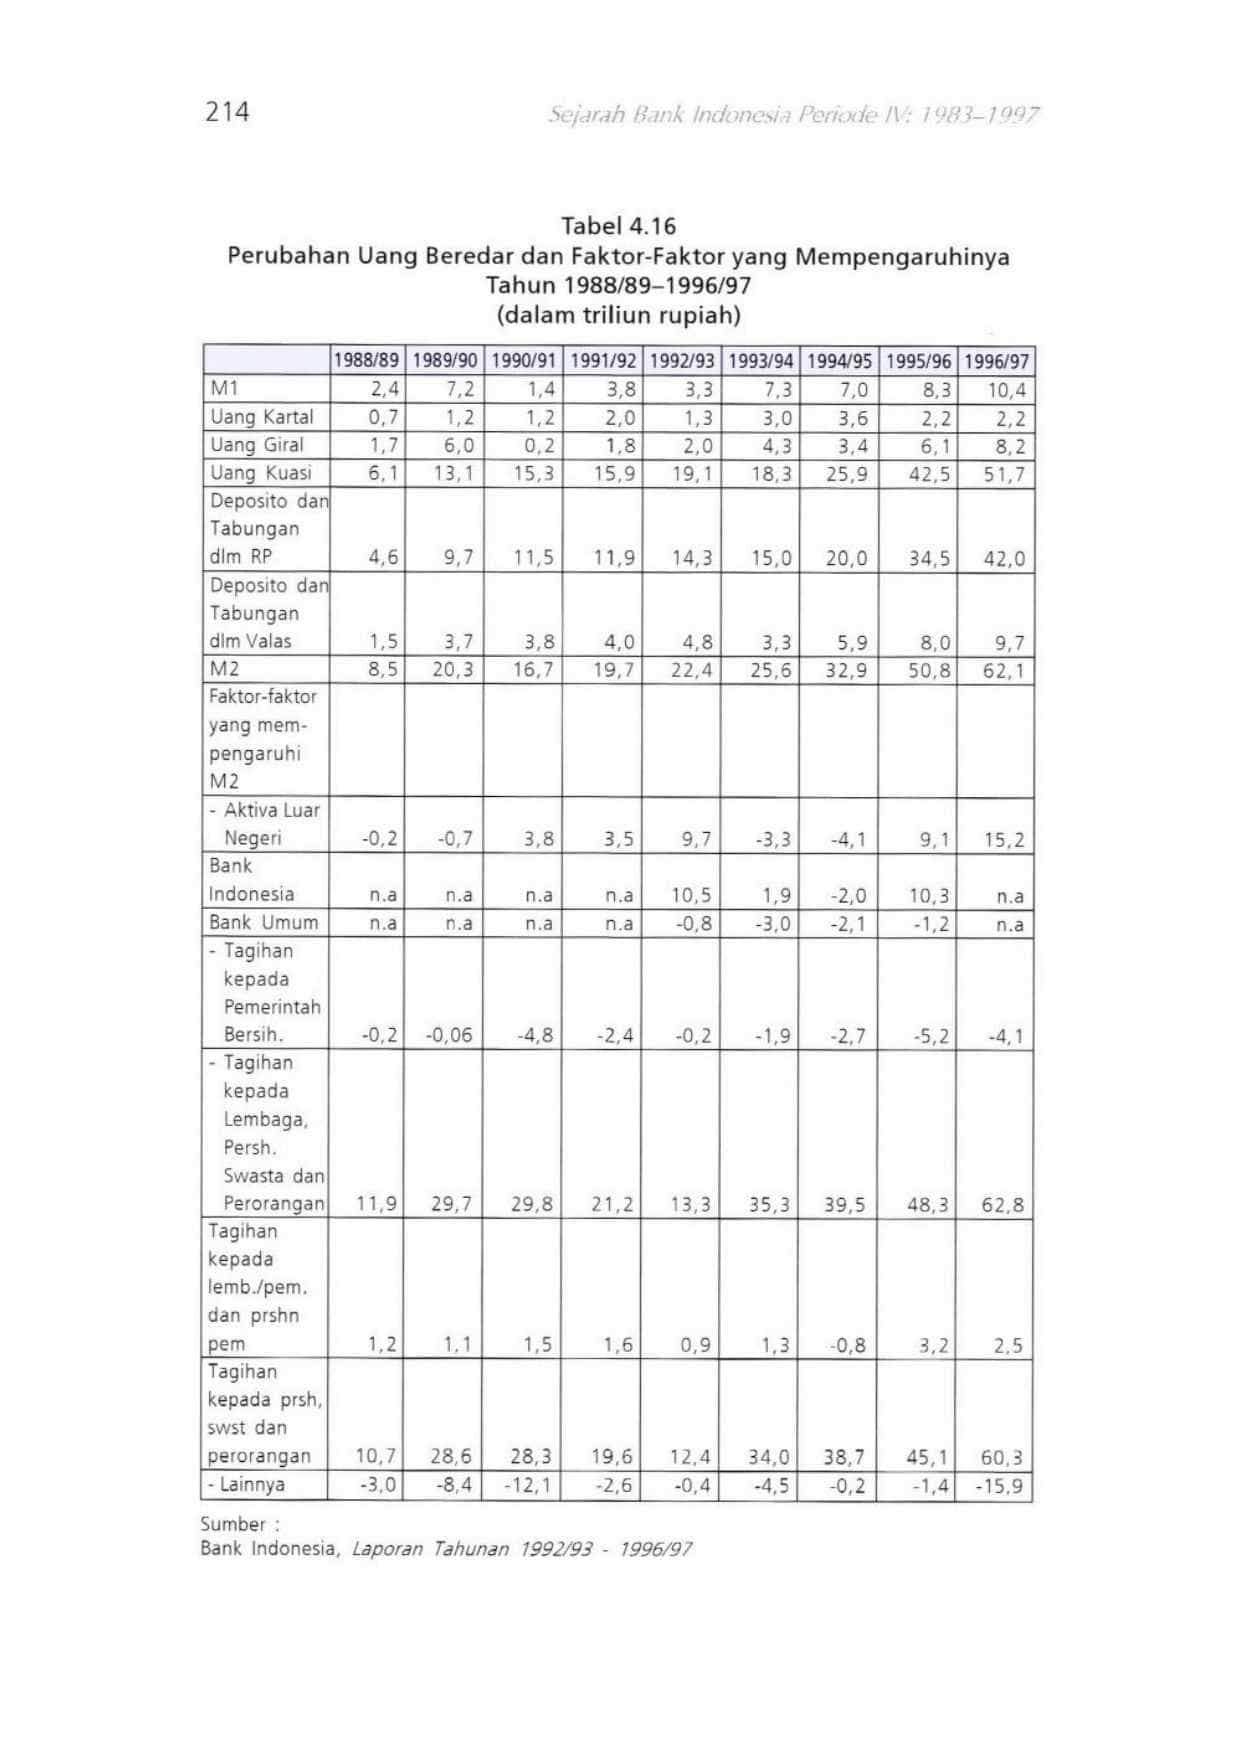 214
Sejarah Bank Indonesia Periode IV: 1983–1997
Tabel 4.16
Perubahan Uang Beredar dan Faktor-Faktor yang Mempengaruhinya
Tahun 1988/89–1996/97
(dalam triliun rupiah)
1988/89 1989/90 1990/91 1991/92 1992/93 1993/94 1994/95 1995/96 1996/97
M1 2,4 7,2 1,4 3,8 3,3 7,3 7,0 8,3 10,4
Uang Kartal 0,7 1,2 1,2 2,0 1,3 3,0 3,6 2,2 2,2
Uang Giral 1,7 6,0 0,2 1,8 2,0 4,3 3,4 6,1 8,2
Uang Kuasi 6,1 13,1 15,3 15,9 19,1 18,3 25,9 42,5 51,7
Deposito dan
Tabungan
dlm RP 4,6 9,7 11,5 11,9 14,3 15,0 20,0 34,5 42,0
Deposito dan
Tabungan
dlm Valas 1,5 3,7 3,8 4,0 4,8 3,3 5,9 8,0 9,7
M2 8,5 20,3 16,7 19,7 22,4 25,6 32,9 50,8 62,1
Faktor-faktor
yang mem-
pengaruhi
M2
- Aktiva Luar
Negeri -0,2 -0,7 3,8 3,5 9,7 -3,3 -4,1 9,1 15,2
Bank
Indonesia n.a n.a n.a n.a 10,5 1,9 -2,0 10,3 n.a
Bank Umum n.a n.a n.a n.a -0,8 -3,0 -2,1 -1,2 n.a
- Tagihan
kepada
Pemerintah
Bersih. -0,2 -0,06 -4,8 -2,4 -0,2 -1,9 -2,7 -5,2 -4,1
- Tagihan
kepada
Lembaga,
Persh.
Swasta dan
Perorangan 11,9 29,7 29,8 21,2 13,3 35,3 39,5 48,3 62,8
Tagihan
kepada
lemb./pem.
dan prshn
pem 1,2 1,1 1,5 1,6 0,9 1,3 -0,8 3,2 2,5
Tagihan
kepada prsh,
swst dan
perorangan 10,7 28,6 28,3 19,6 12,4 34,0 38,7 45,1 60,3
- Lainnya -3,0 -8,4 -12,1 -2,6 -0,4 -4,5 -0,2 -1,4 -15,9
Sumber :
Bank Indonesia, Laporan Tahunan 1992/93 - 1996/97